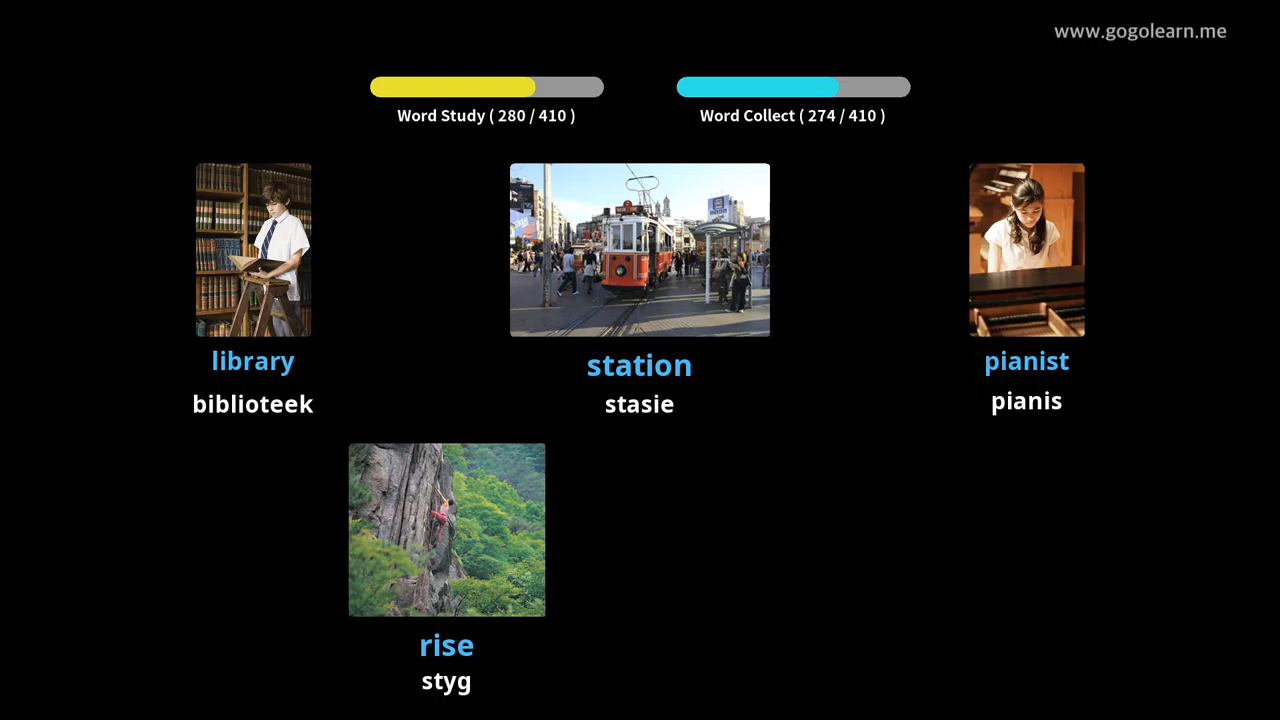 www.gogolearn.me
Word Study ( 280 / 410 )
Word Collect ( 274 / 410 )
library
station
pianist
biblioteek
stasie
pianis
rise
styg